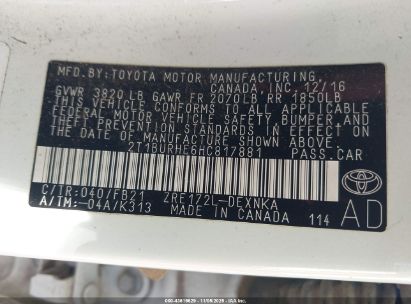 MFD. BY: TOYOTA MOTOR MANUFACTURING,
CANADA, INC. 12/16
GVWR 3820 LB GAWR FR 2070LB RR 1850LB
THIS VEHICLE CONFORMS TO ALL APPLICABLE
FEDERAL MOTOR VEHICLE SAFETY, BUMPER, AND
THEFT PREVENTION STANDARDS IN EFFECT ON
THE DATE OF MANUFACTURE SHOWN ABOVE.
2T1BURHE6HC817881 PASS.CAR
C/TR: 040/FB21 ZRE172L-DEXNKA
A/TM: -04A/K313 MADE IN CANADA 114
TOYOTA
AD